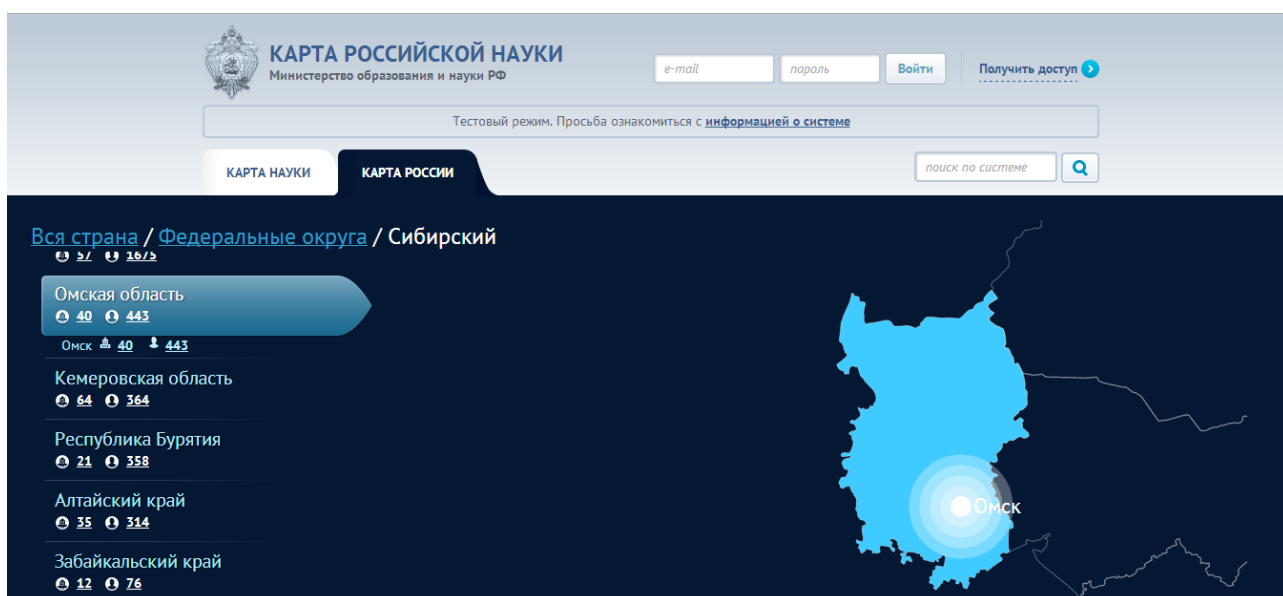 КАРТА РОССИЙСКОЙ НАУКИ
Министерство образования и науки РФ
e-mail
пароль
Войти
Получить доступ
Тестовый режим. Просьба ознакомиться с информацией о системе
КАРТА НАУКИ
КАРТА РОССИИ
поиск по системе
Вся страна / Федеральные округа / Сибирский
57 1675
Омская область
40 443
Омск 40 443
Кемеровская область
64 364
Республика Бурятия
21 358
Алтайский край
35 314
Забайкальский край
12 76
Омск